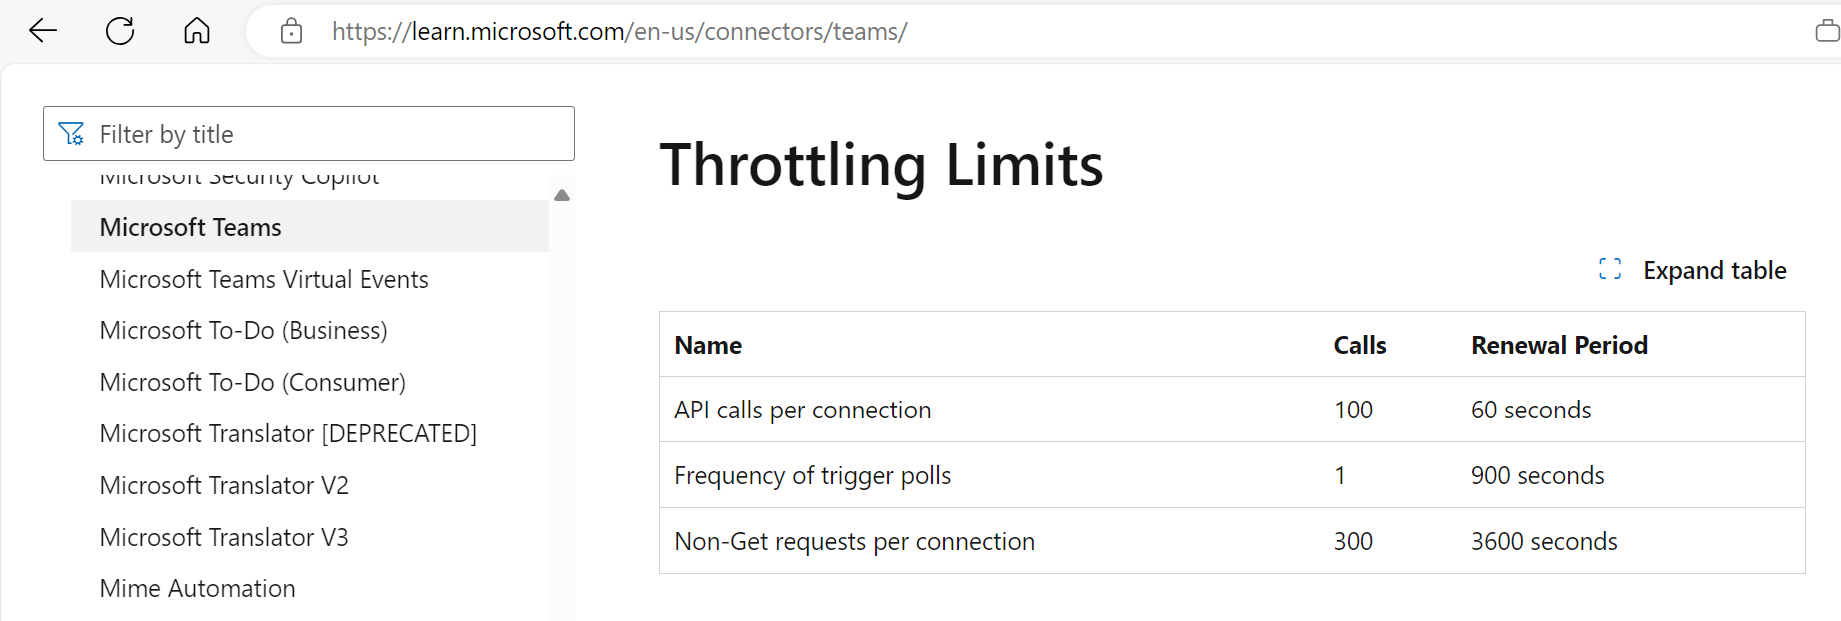 https://learn.microsoft.com/en-us/connectors/teams/
Filter by title
Microsoft Security Copilot
Microsoft Teams
Microsoft Teams Virtual Events
Microsoft To-Do (Business)
Microsoft To-Do (Consumer)
Microsoft Translator [DEPRECATED]
Microsoft Translator V2
Microsoft Translator V3
Mime Automation
Throttling Limits
Expand table
Name Calls Renewal Period
API calls per connection 100 60 seconds
Frequency of trigger polls 1 900 seconds
Non-Get requests per connection 300 3600 seconds